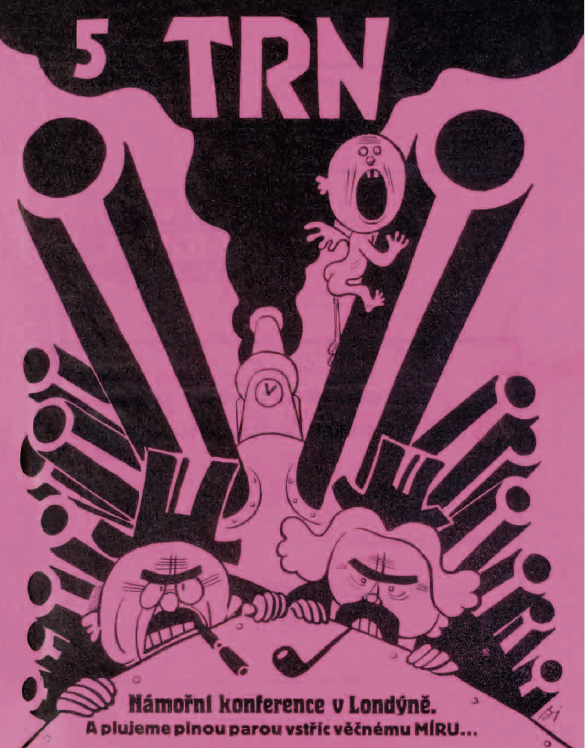 5 TRN
Námořní konference v Londýně.
A plujeme plnou parou vstříc věčnému MÍRU...